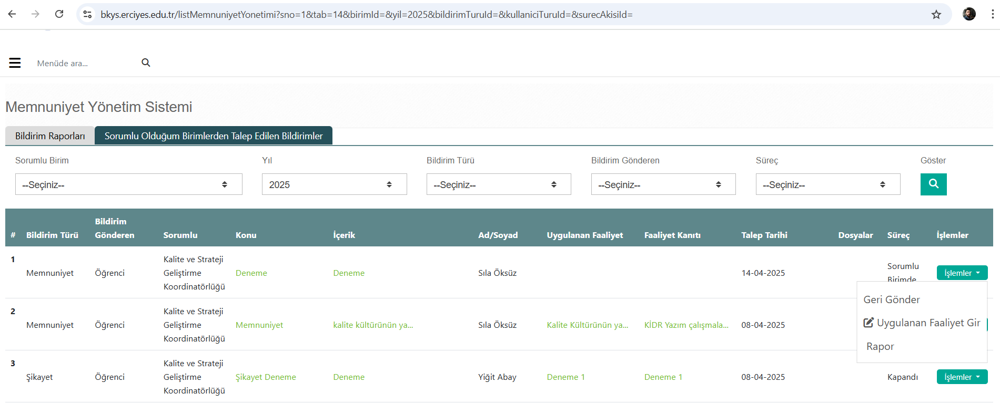 bkys.erciyes.edu.tr/listMemnuniyetYonetimi?sno=1&tab=14&birimId=&yil=2025&bildirimTuruId=&kullaniciTuruId=&surecAkisiId=
Menüde ara...
Memnuniyet Yönetim Sistemi
Bildirim Raporları Sorumlu Olduğum Birimlerden Talep Edilen Bildirimler
Sorumlu Birim Yıl Bildirim Türü Bildirim Gönderen Süreç Göster
--Seçiniz-- 2025 --Seçiniz-- --Seçiniz-- --Seçiniz--
# Bildirim Türü Bildirim Gönderen Sorumlu Konu İçerik Ad/Soyad Uygulanan Faaliyet Faaliyet Kanıtı Talep Tarihi Dosyalar Süreç İşlemler
1 Memnuniyet Öğrenci Kalite ve Strateji Geliştirme Koordinatörlüğü Deneme Deneme Sıla Öksüz 14-04-2025 Sorumlu Birimde İşlemler
Geri Gönder
Uygulanan Faaliyet Gir
Rapor
2 Memnuniyet Öğrenci Kalite ve Strateji Geliştirme Koordinatörlüğü Memnuniyet kalite kültürünün ya... Sıla Öksüz Kalite Kültürünün ya... KİDR Yazım çalışmala... 08-04-2025
3 Şikayet Öğrenci Kalite ve Strateji Geliştirme Koordinatörlüğü Şikayet Deneme Deneme Yiğit Abay Deneme 1 Deneme 1 08-04-2025 Kapandı İşlemler